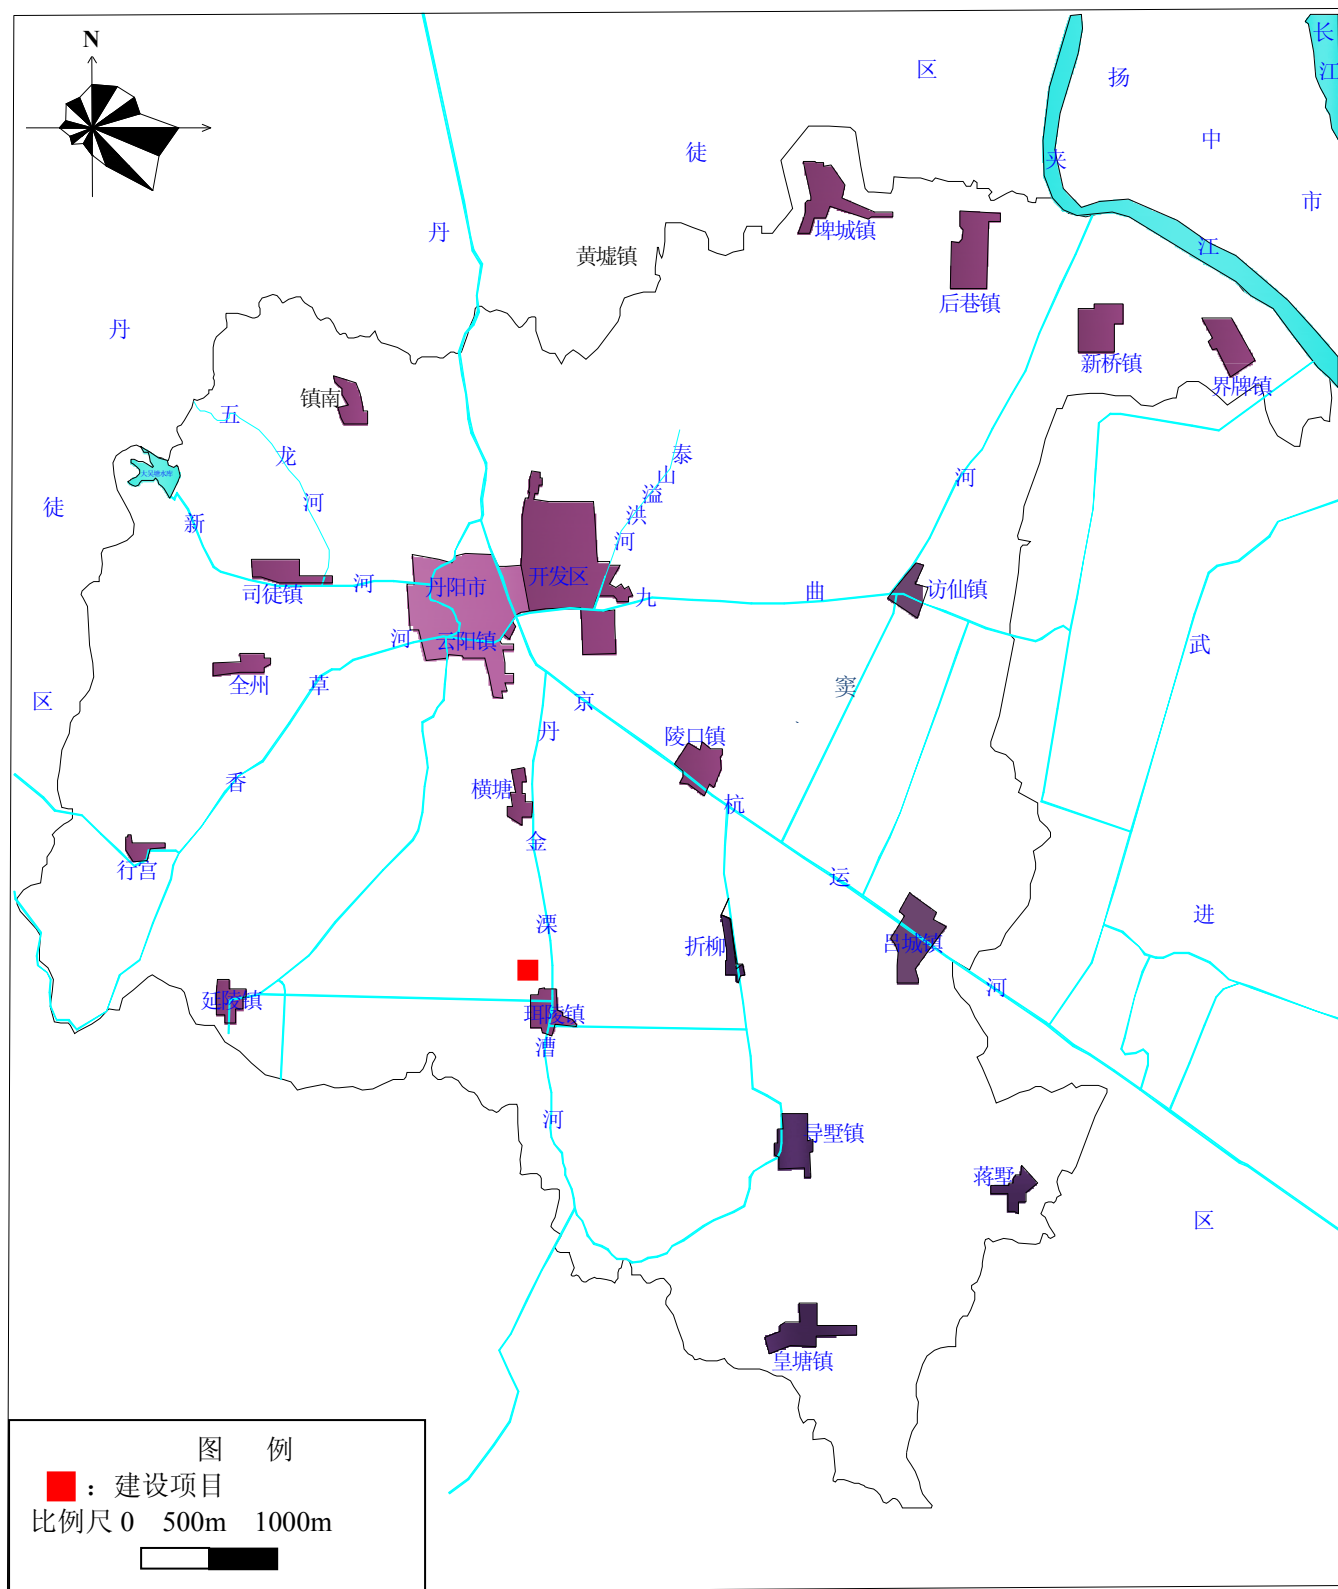 N
长
江
扬
中
市
区
徒
丹
夹
江
丹
徒
区
黄墟镇
埤城镇
后巷镇
新桥镇
界牌镇
镇南
五
龙
河
大吴塘水库
新
河
司徒镇
丹阳市
开发区
云阳镇
泰
山
溢
洪
河
九
曲
河
访仙镇
武
进
区
窦
全州
香
草
河
京
杭
运
河
陵口镇
丹
金
溧
漕
河
横塘
行宫
折柳
吕城镇
延陵镇
珥陵镇
导墅镇
蒋墅
皇塘镇
图 例
：建设项目
比例尺 0 500m 1000m